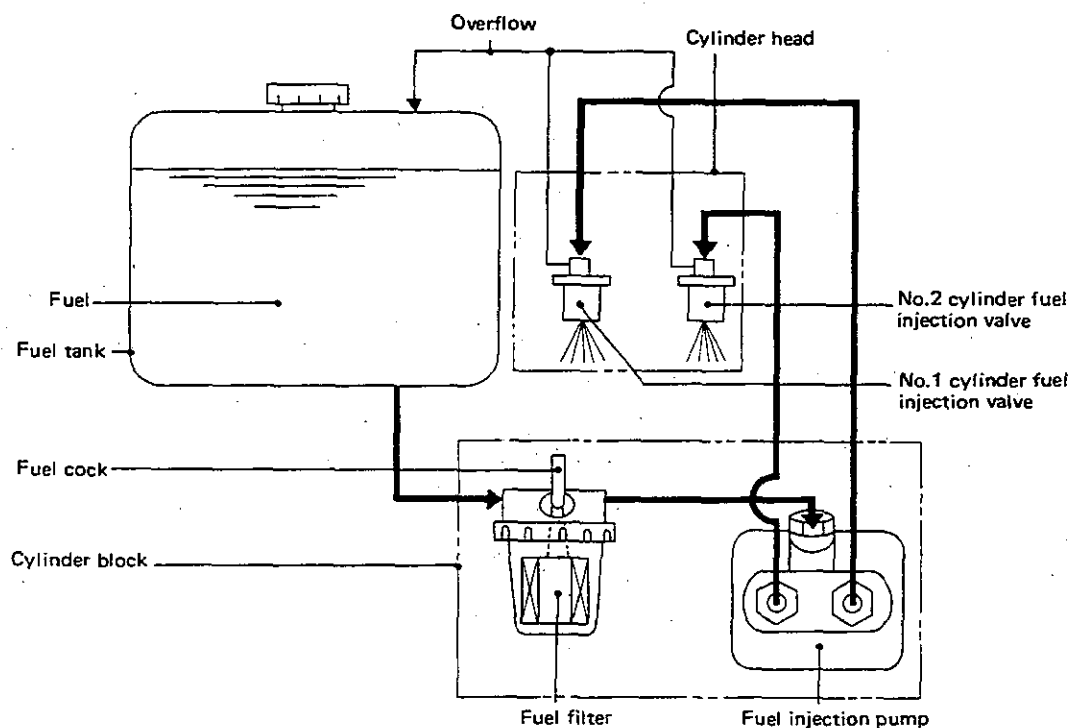 Overflow
Cylinder head
Fuel
Fuel tank
No.2 cylinder fuel
injection valve
No.1 cylinder fuel
injection valve
Fuel cock
Cylinder block
Fuel filter
Fuel injection pump